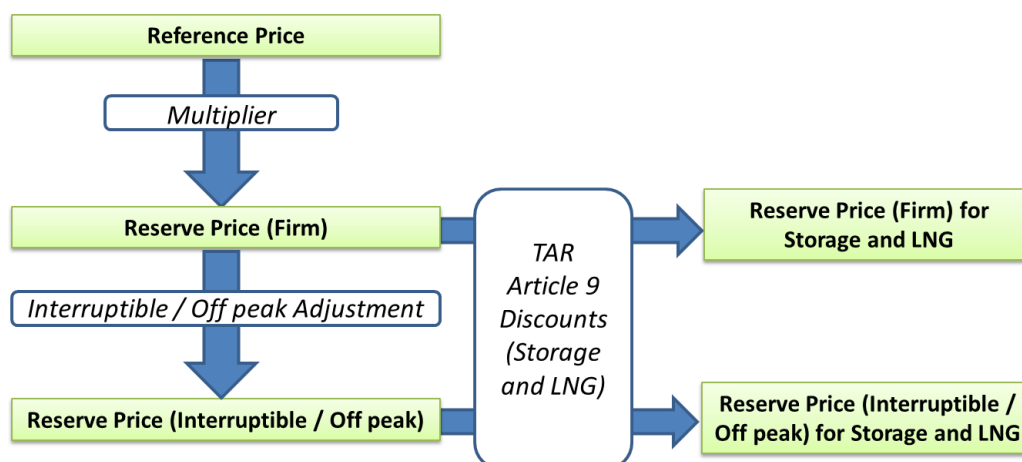 Reference Price
Multiplier
Reserve Price (Firm)
Interruptible / Off peak Adjustment
Reserve Price (Interruptible / Off peak)
TAR
Article 9
Discounts
(Storage
and LNG)
Reserve Price (Firm) for
Storage and LNG
Reserve Price (Interruptible /
Off peak) for Storage and LNG